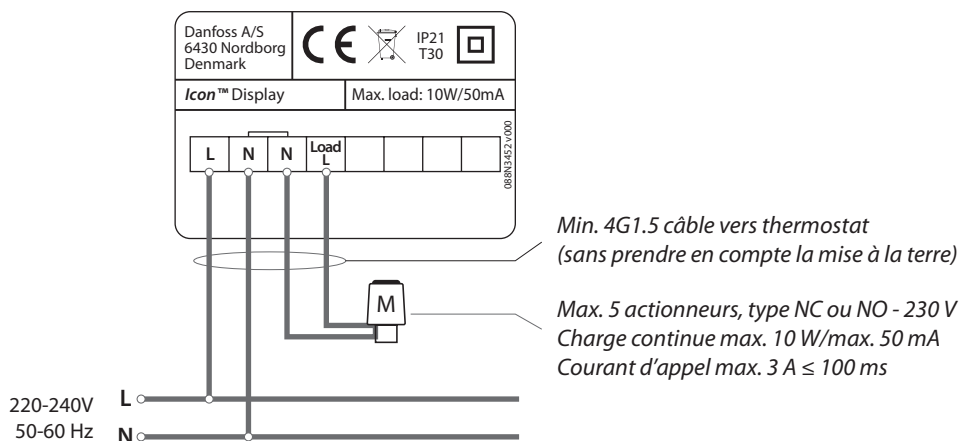 Danfoss A/S
6430 Nordborg
Denmark
CE
IP21
T30
Icon™ Display
Max. load: 10W/50mA
L
N
N
Load
L
088N3452 v000
Min. 4G1.5 câble vers thermostat
(sans prendre en compte la mise à la terre)
M
Max. 5 actionneurs, type NC ou NO - 230 V
Charge continue max. 10 W/max. 50 mA
Courant d’appel max. 3 A ≤ 100 ms
220-240V
50-60 Hz
L
N